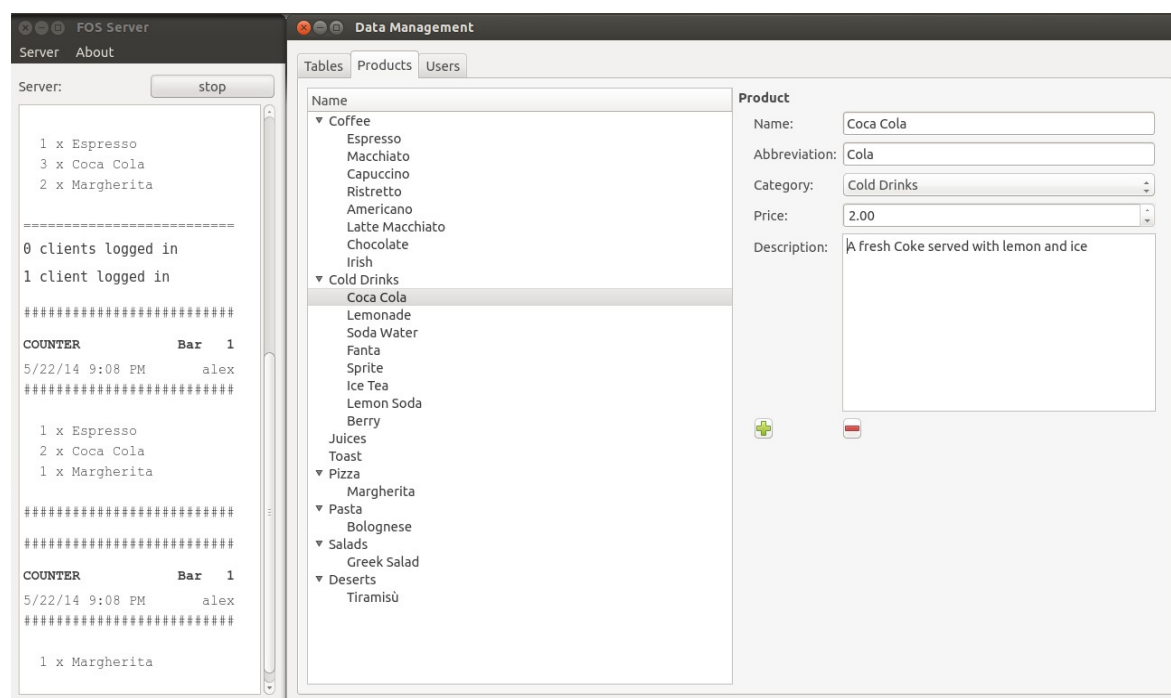 FOS Server
Server About
Server: stop
1 x Espresso
3 x Coca Cola
2 x Margherita
==========================
0 clients logged in
1 client logged in
##########################
COUNTER Bar 1
5/22/14 9:08 PM alex
##########################
1 x Espresso
2 x Coca Cola
1 x Margherita
##########################
##########################
COUNTER Bar 1
5/22/14 9:08 PM alex
##########################
1 x Margherita
Data Management
Tables Products Users
Name
Coffee
Espresso
Macchiato
Capuccino
Ristretto
Americano
Latte Macchiato
Chocolate
Irish
Cold Drinks
Coca Cola
Lemonade
Soda Water
Fanta
Sprite
Ice Tea
Lemon Soda
Berry
Juices
Toast
Pizza
Margherita
Pasta
Bolognese
Salads
Greek Salad
Deserts
Tiramisù
Product
Name: Coca Cola
Abbreviation: Cola
Category: Cold Drinks
Price: 2.00
Description: A fresh Coke served with lemon and ice